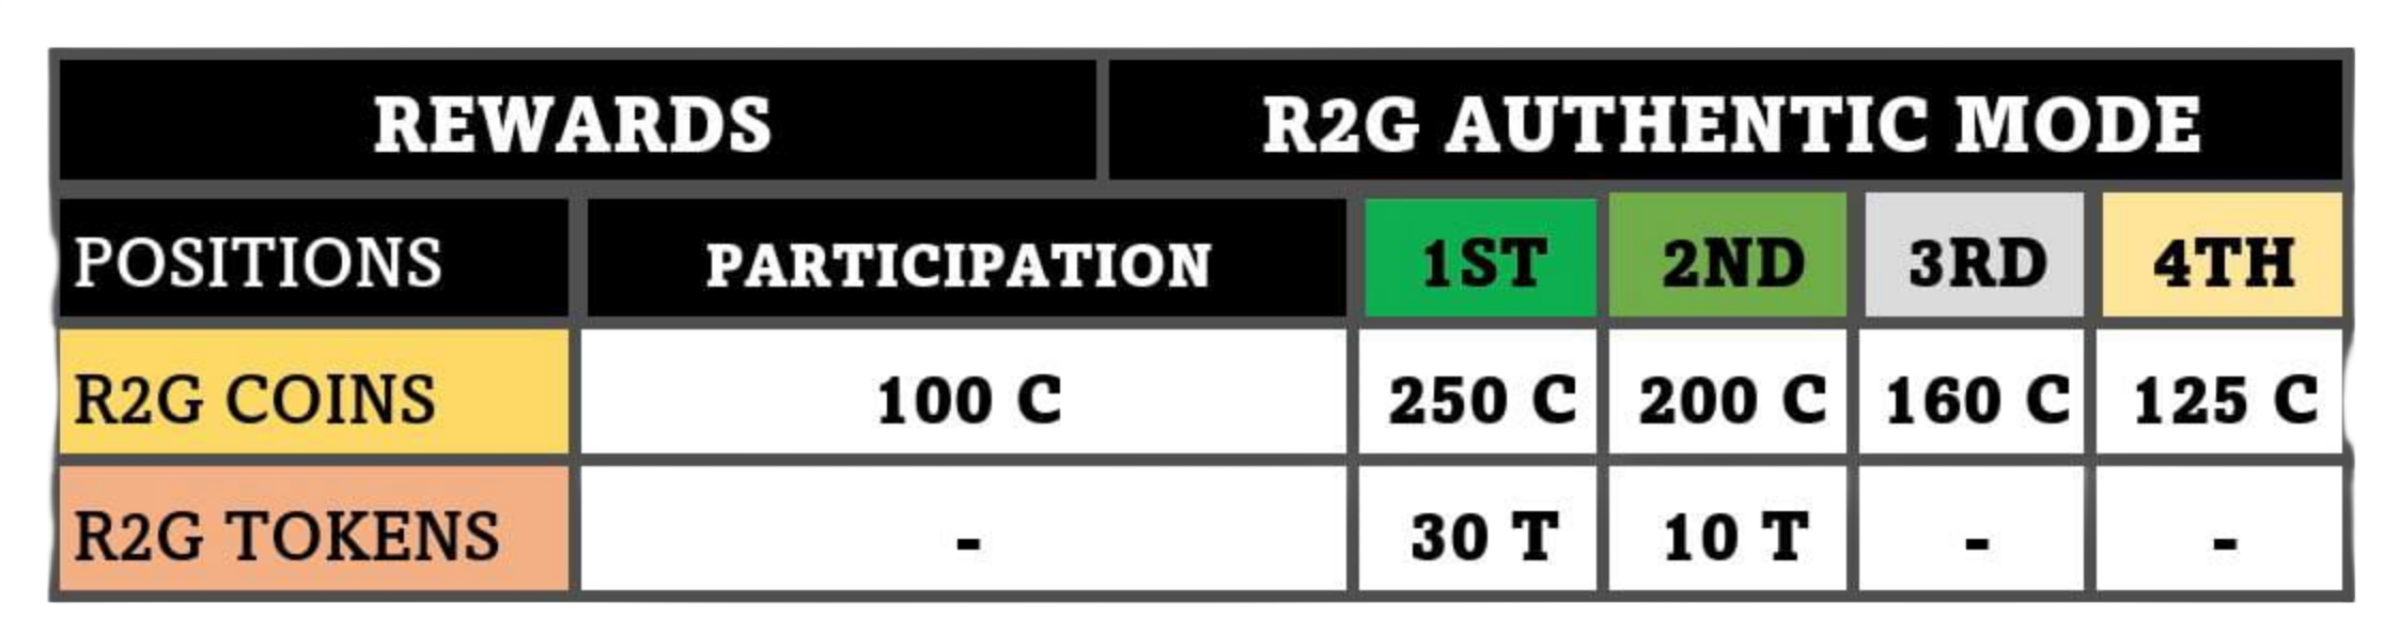 REWARDS R2G AUTHENTIC MODE
POSITIONS PARTICIPATION 1ST 2ND 3RD 4TH
R2G COINS 100 C 250 C 200 C 160 C 125 C
R2G TOKENS - 30 T 10 T - -